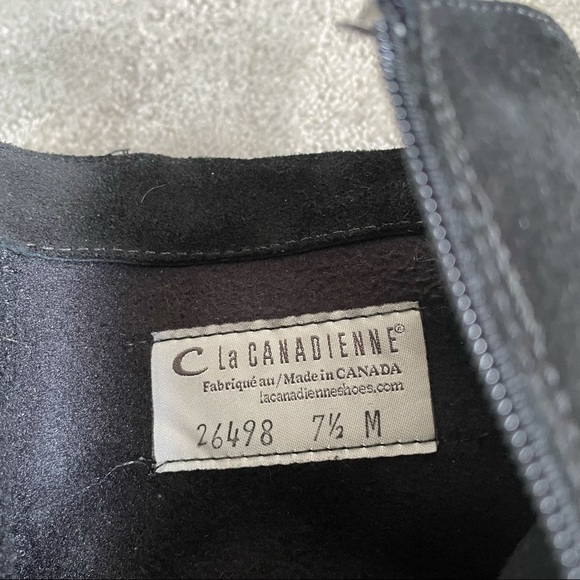 C La CANADIENNE®
Fabriqué au/Made in CANADA
lacanadienneshoes.com
26498 7½ M